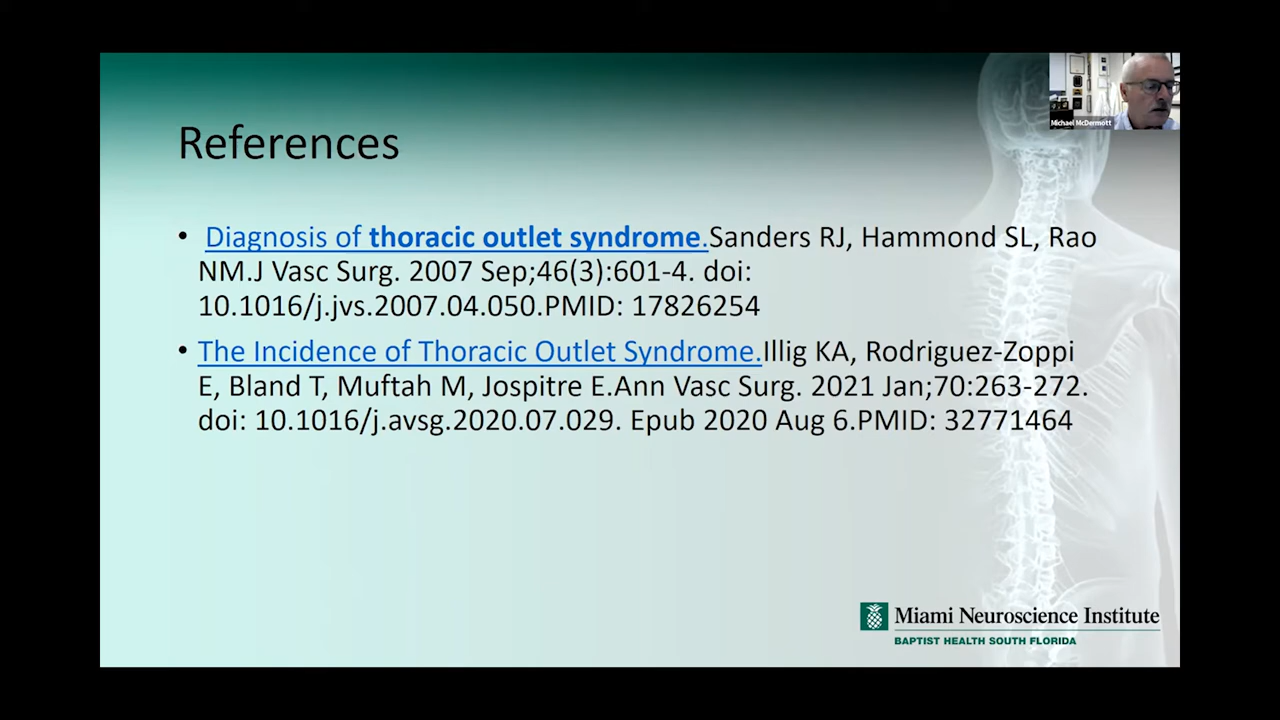 Michael McDermott
References
• Diagnosis of thoracic outlet syndrome.Sanders RJ, Hammond SL, Rao
NM.J Vasc Surg. 2007 Sep;46(3):601-4. doi:
10.1016/j.jvs.2007.04.050.PMID: 17826254
• The Incidence of Thoracic Outlet Syndrome.Illig KA, Rodriguez-Zoppi
E, Bland T, Muftah M, Jospitre E.Ann Vasc Surg. 2021 Jan;70:263-272.
doi: 10.1016/j.avsg.2020.07.029. Epub 2020 Aug 6.PMID: 32771464
Miami Neuroscience Institute
BAPTIST HEALTH SOUTH FLORIDA